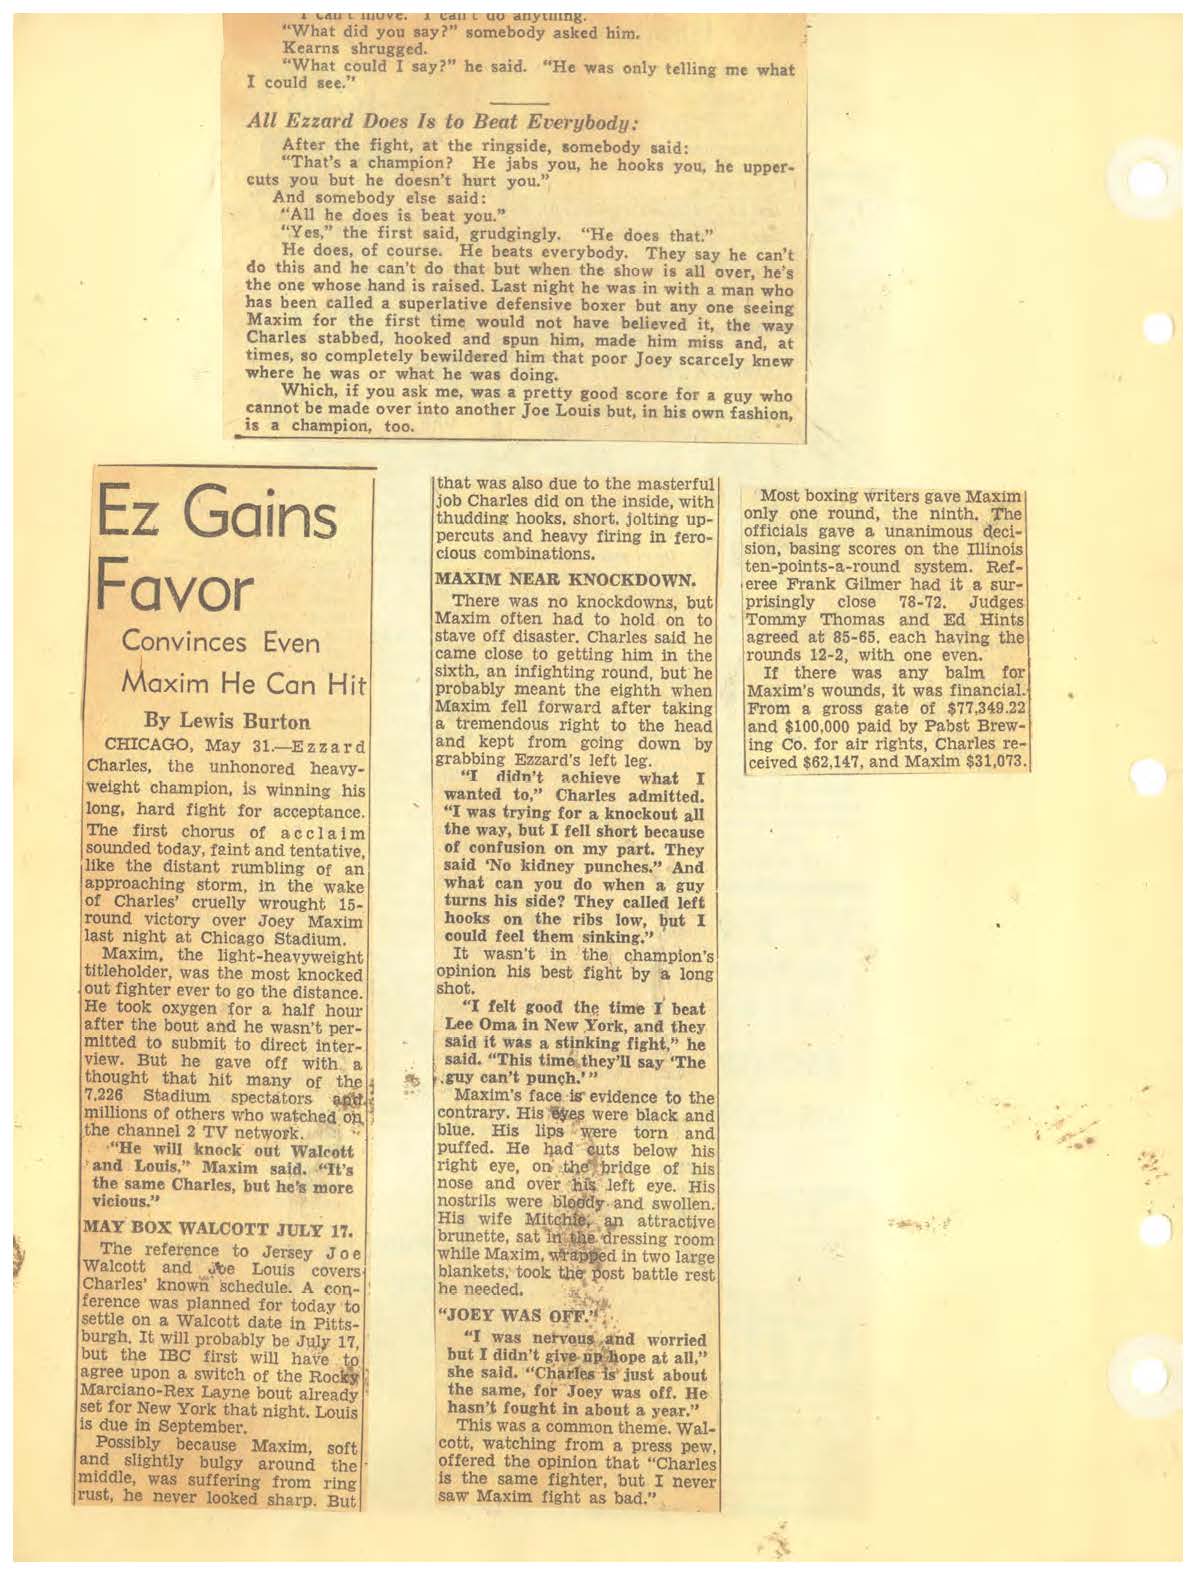 "I can't move. I can't do anything.
"What did you say?" somebody asked him.
Kearns shrugged.
"What could I say?" he said. "He was only telling me what
I could see."
All Ezzard Does Is to Beat Everybody:
After the fight, at the ringside, somebody said:
"That's a champion? He jabs you, he hooks you, he upper-
cuts you but he doesn't hurt you."
And somebody else said:
"All he does is beat you."
"Yes," the first said, grudgingly. "He does that."
He does, of course. He beats everybody. They say he can't
do this and he can't do that but when the show is all over, he's
the one whose hand is raised. Last night he was in with a man who
has been called a superlative defensive boxer but any one seeing
Maxim for the first time would not have believed it, the way
Charles stabbed, hooked and spun him, made him miss and, at
times, so completely bewildered him that poor Joey scarcely knew
where he was or what he was doing.
Which, if you ask me, was a pretty good score for a guy who
cannot be made over into another Joe Louis but, in his own fashion,
is a champion, too.
Ez Gains
Favor
Convinces Even
Maxim He Can Hit
By Lewis Burton
CHICAGO, May 31.—Ezzard
Charles, the unhonored heavy-
weight champion, is winning his
long, hard fight for acceptance.
The first chorus of acclaim
sounded today, faint and tentative,
like the distant rumbling of an
approaching storm, in the wake
of Charles' cruelly wrought 15-
round victory over Joey Maxim
last night at Chicago Stadium.
Maxim, the light-heavyweight
titleholder, was the most knocked
out fighter ever to go the distance.
He took oxygen for a half hour
after the bout and he wasn't per-
mitted to submit to direct inter-
view. But he gave off with a
thought that hit many of the
7,226 Stadium spectators and
millions of others who watched on
the channel 2 TV network.
"He will knock out Walcott
and Louis," Maxim said. "It's
the same Charles, but he's more
vicious."
MAY BOX WALCOTT JULY 17.
The reference to Jersey Joe
Walcott and Joe Louis covers
Charles' known schedule. A con-
ference was planned for today to
settle on a Walcott date in Pitts-
burgh. It will probably be July 17,
but the IBC first will have to
agree upon a switch of the Rocky
Marciano-Rex Layne bout already
set for New York that night. Louis
is due in September.
Possibly because Maxim, soft
and slightly bulgy around the
middle, was suffering from ring
rust, he never looked sharp. But
that was also due to the masterful
job Charles did on the inside, with
thudding hooks, short, jolting up-
percuts and heavy firing in fero-
cious combinations.
MAXIM NEAR KNOCKDOWN.
There was no knockdowns, but
Maxim often had to hold on to
stave off disaster. Charles said he
came close to getting him in the
sixth, an infighting round, but he
probably meant the eighth when
Maxim fell forward after taking
a tremendous right to the head
and kept from going down by
grabbing Ezzard's left leg.
"I didn't achieve what I
wanted to," Charles admitted.
"I was trying for a knockout all
the way, but I fell short because
of confusion on my part. They
said 'No kidney punches." And
what can you do when a guy
turns his side? They called left
hooks on the ribs low, but I
could feel them sinking."
It wasn't in the champion's
opinion his best fight by a long
shot.
"I felt good the time I beat
Lee Oma in New York, and they
said it was a stinking fight," he
said. "This time they'll say 'The
guy can't punch.'"
Maxim's face is evidence to the
contrary. His eyes were black and
blue. His lips were torn and
puffed. He had cuts below his
right eye, on the bridge of his
nose and over his left eye. His
nostrils were bloody and swollen.
His wife Mitchie, an attractive
brunette, sat in the dressing room
while Maxim, wrapped in two large
blankets, took the post battle rest
he needed.
"JOEY WAS OFF."
"I was nervous and worried
but I didn't give up hope at all,"
she said. "Charles is just about
the same, for Joey was off. He
hasn't fought in about a year."
This was a common theme. Wal-
cott, watching from a press pew,
offered the opinion that "Charles
is the same fighter, but I never
saw Maxim fight as bad."
Most boxing writers gave Maxim
only one round, the ninth. The
officials gave a unanimous deci-
sion, basing scores on the Illinois
ten-points-a-round system. Ref-
eree Frank Gilmer had it a sur-
prisingly close 78-72. Judges
Tommy Thomas and Ed Hints
agreed at 85-65, each having the
rounds 12-2, with one even.
If there was any balm for
Maxim's wounds, it was financial.
From a gross gate of $77,349.22
and $100,000 paid by Pabst Brew-
ing Co. for air rights, Charles re-
ceived $62,147, and Maxim $31,073.